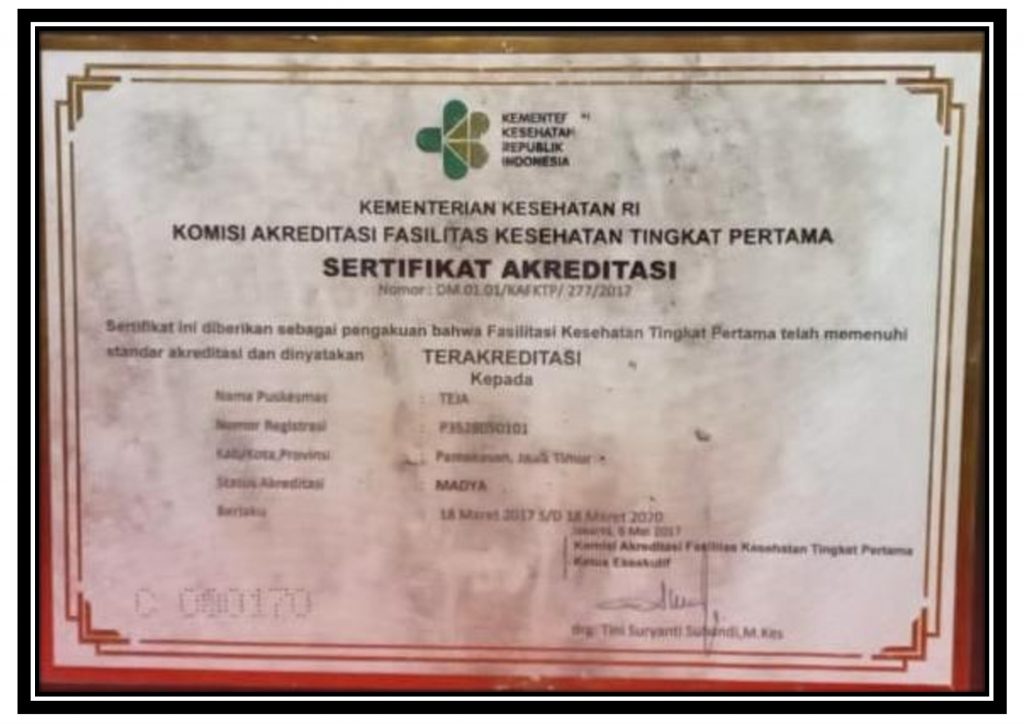 KEMENTERIAN
KESEHATAN
REPUBLIK
INDONESIA
KEMENTERIAN KESEHATAN RI
KOMISI AKREDITASI FASILITAS KESEHATAN TINGKAT PERTAMA
SERTIFIKAT AKREDITASI
Nomor : DM.01.01/KAFKTP/ 277/2017
Sertifikat ini diberikan sebagai pengakuan bahwa Fasilitasi Kesehatan Tingkat Pertama telah memenuhi
standar akreditasi dan dinyatakan TERAKREDITASI
Kepada
Nama Puskesmas : TEJA
Nomor Registrasi : P3528050101
Kab/Kota,Provinsi : Pamekasan, Jawa Timur
Status Akreditasi : MADYA
Berlaku : 18 Maret 2017 S/D 18 Maret 2020
Jakarta, 6 Mei 2017
Komisi Akreditasi Fasilitas Kesehatan Tingkat Pertama
Ketua Eksekutif
drg. Tini Suryanti Suhandi,M.Kes
C 000170